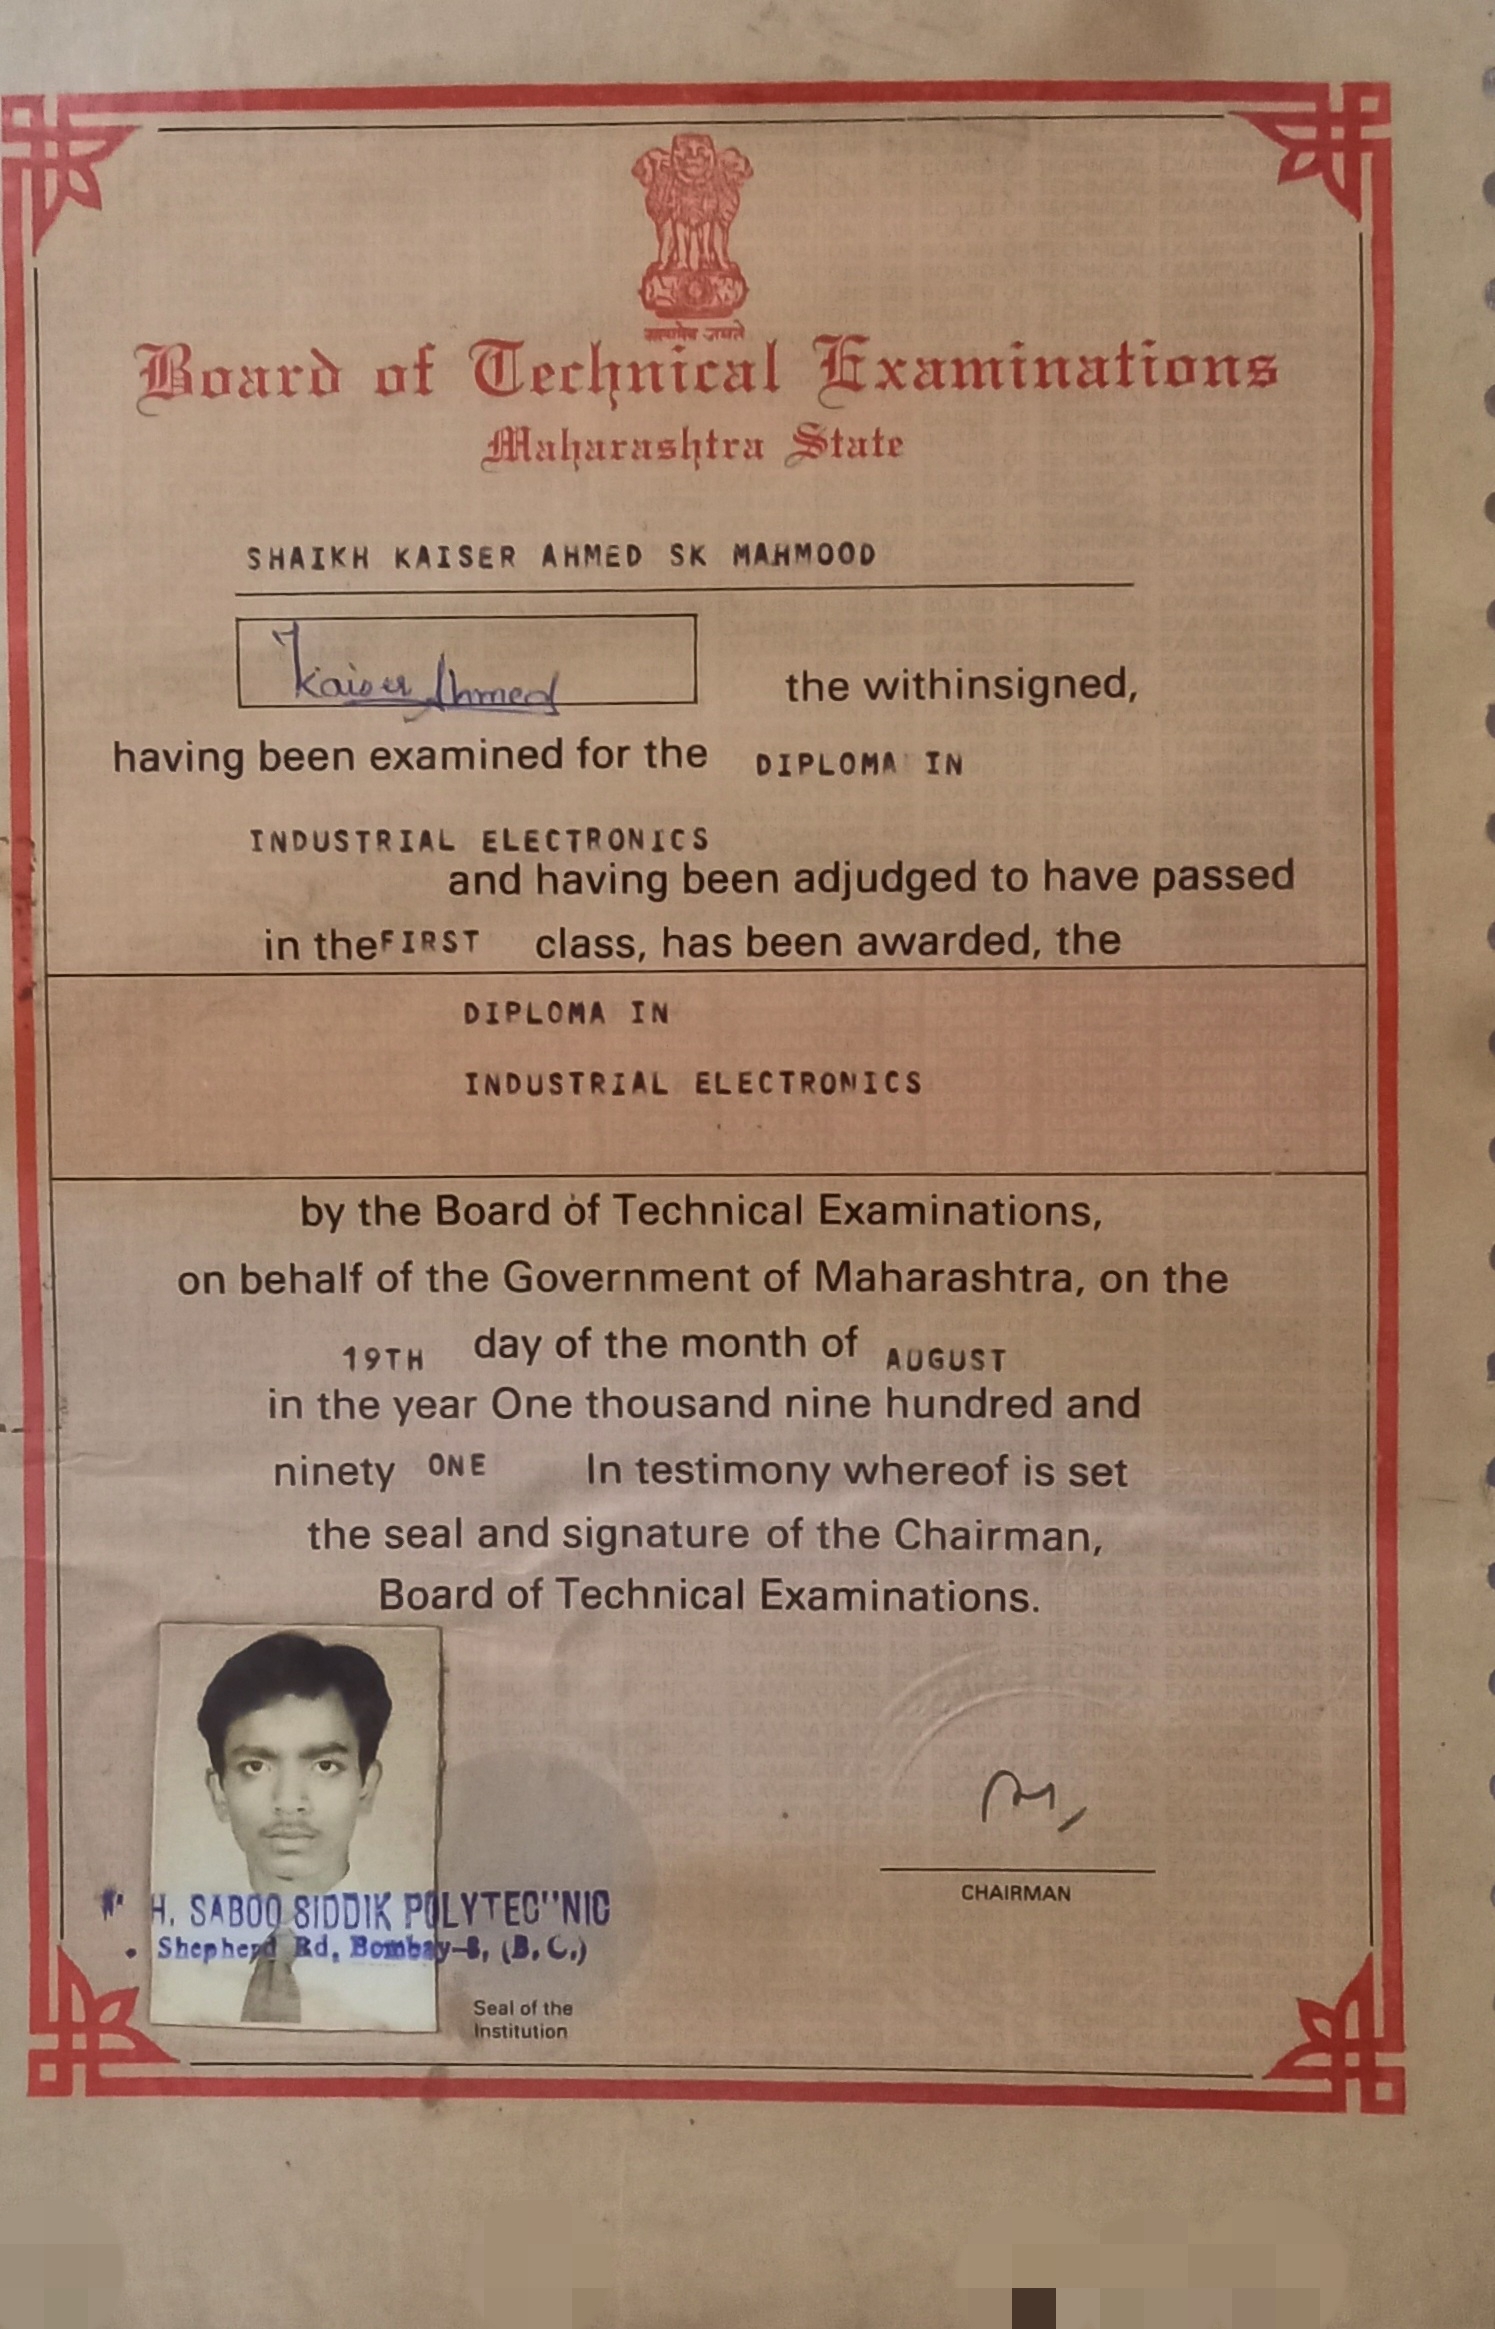 सत्यमेव जयते
Board of Technical Examinations
Maharashtra State
SHAIKH KAISER AHMED SK MAHMOOD
Kaiser Ahmed
the withinsigned,
having been examined for the DIPLOMA IN
INDUSTRIAL ELECTRONICS
and having been adjudged to have passed
in the FIRST class, has been awarded, the
DIPLOMA IN
INDUSTRIAL ELECTRONICS
by the Board of Technical Examinations,
on behalf of the Government of Maharashtra, on the
19TH day of the month of AUGUST
in the year One thousand nine hundred and
ninety ONE In testimony whereof is set
the seal and signature of the Chairman,
Board of Technical Examinations.
CHAIRMAN
H. SABOO SIDDIK POLYTEC"NIC
Shepherd Rd, Bombay-8, (B.C.)
Seal of the
Institution